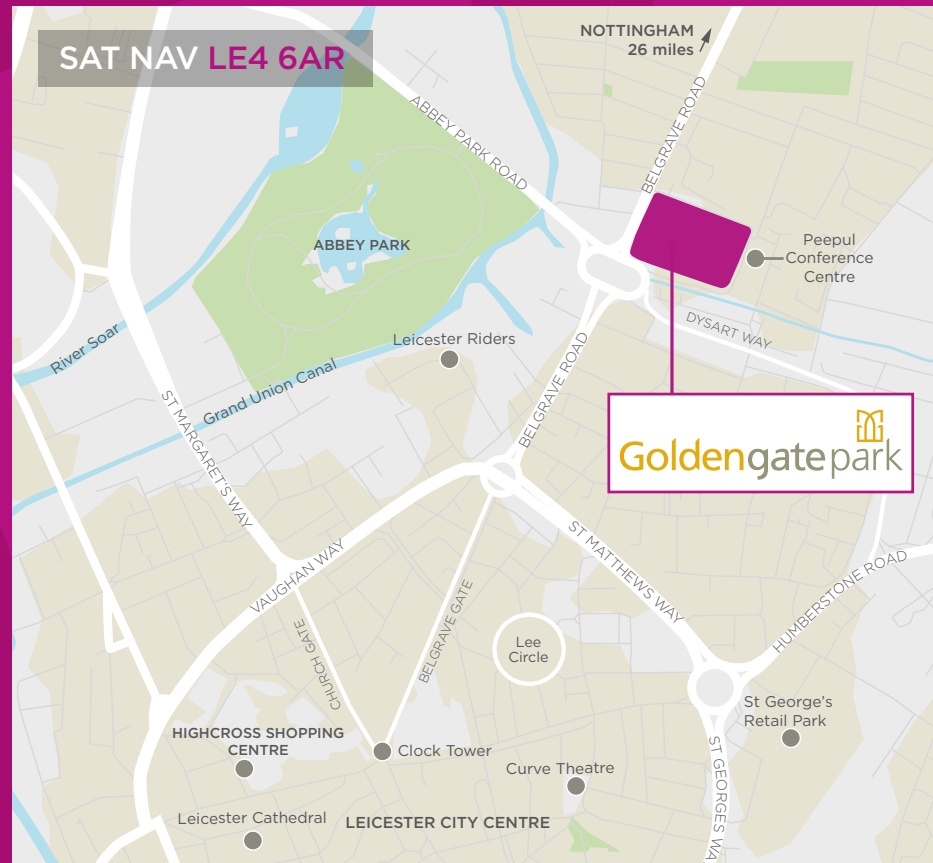 SAT NAV LE4 6AR
NOTTINGHAM
26 miles
ABBEY PARK ROAD
BELGRAVE ROAD
ABBEY PARK
Peepul
Conference
Centre
River Soar
Leicester Riders
DYSART WAY
Grand Union Canal
BELGRAVE ROAD
ST MARGARET'S WAY
Goldengatepark
VAUGHAN WAY
ST MATTHEWS WAY
HUMBERSTONE ROAD
CHURCH GATE
BELGRAVE GATE
Lee
Circle
St George's
Retail Park
HIGHCROSS SHOPPING
CENTRE
Clock Tower
Curve Theatre
ST GEORGES WA
Leicester Cathedral
LEICESTER CITY CENTRE